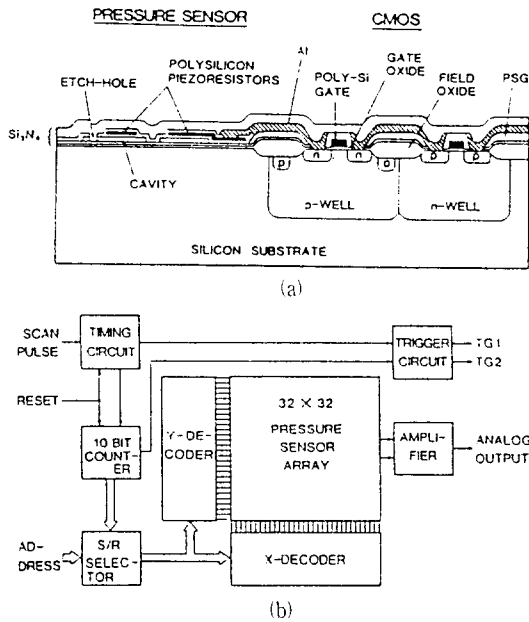 PRESSURE SENSOR
CMOS
ETCH-HOLE
POLYSILICON
PIEZORESISTORS
Al
POLY-Si
GATE
GATE
OXIDE
FIELD
OXIDE
PSG
Si₃N₄
CAVITY
p
n
n
p
p
p
p-WELL
n-WELL
SILICON SUBSTRATE
(a)
SCAN
PULSE
TIMING
CIRCUIT
TRIGGER
CIRCUIT
TG1
TG2
RESET
10 BIT
COUNT-
ER
Y-DE-
CODER
32 × 32
PRESSURE
SENSOR
ARRAY
AMPLI-
FIER
ANALOG
OUTPUT
AD-
DRESS
S/R
SELEC-
TOR
X-DECODER
(b)